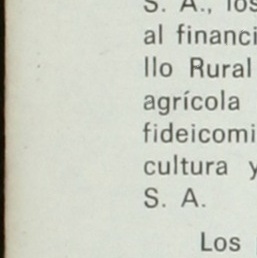 S. A., los
al financi
llo Rural
agrícola
fideicomi
cultura y
S. A.
Los